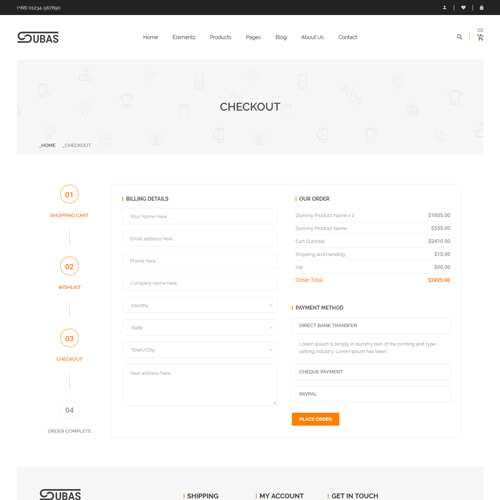 (+88) 01234-567890
SUBAS
Home Elements Products Pages Blog About Us Contact
02
CHECKOUT
_HOME _CHECKOUT
01
SHOPPING CART
02
WISHLIST
03
CHECKOUT
04
ORDER COMPLETE
BILLING DETAILS
Your Name Here...
Email address here...
Phone here...
Company name here...
country
State
Town/City
Your address here...
OUR ORDER
Dummy Product Name x 2 $1855.00
Dummy Product Name $555.00
Cart Subtotal $2410.00
Shipping and Handing $15.00
Vat $00.00
Order Total $2425.00
PAYMENT METHOD
DIRECT BANK TRANSFER
Lorem Ipsum is simply dummy text of the printing and typesetting industry. Lorem Ipsum
CHEQUE PAYMENT
PAYPAL
PLACE ORDER
SUBAS
SHIPPING
MY ACCOUNT
GET IN TOUCH